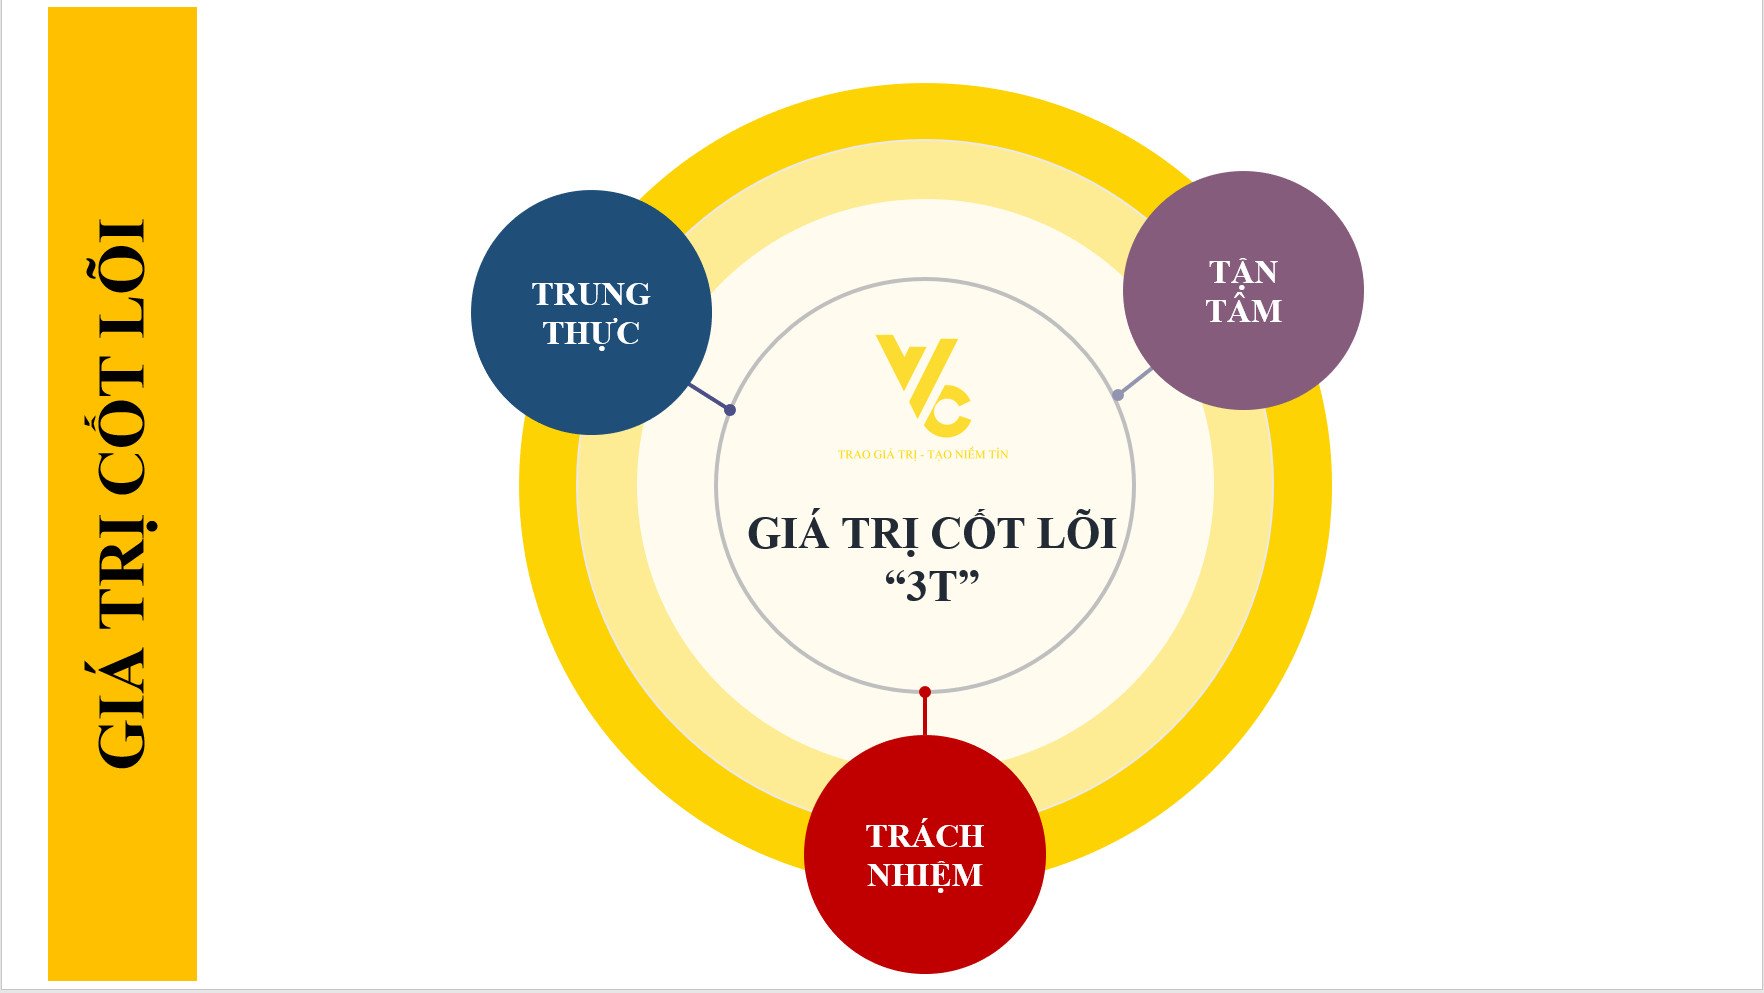 GIÁ TRỊ CỐT LÕI
TRUNG
THỰC
TẬN
TÂM
VC
TRAO GIÁ TRỊ - TẠO NIỀM TIN
GIÁ TRỊ CỐT LÕI
“3T”
TRÁCH
NHIỆM